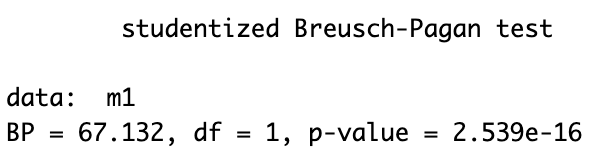 studentized Breusch-Pagan test
data:  m1
BP = 67.132, df = 1, p-value = 2.539e-16